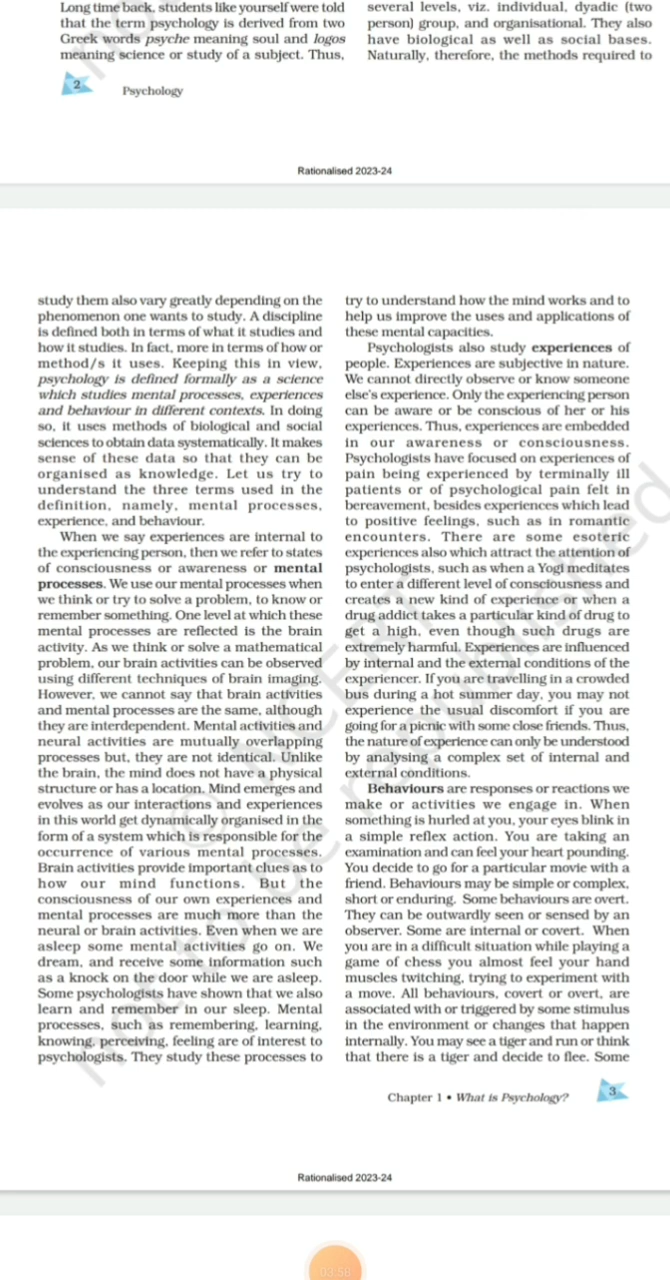 Long time back, students like yourself were told
that the term psychology is derived from two
Greek words psyche meaning soul and logos
meaning science or study of a subject. Thus,
several levels, viz. individual, dyadic (two
person) group, and organisational. They also
have biological as well as social bases.
Naturally, therefore, the methods required to
2
Psychology
Rationalised 2023-24
study them also vary greatly depending on the
phenomenon one wants to study. A discipline
is defined both in terms of what it studies and
how it studies. In fact, more in terms of how or
method/s it uses. Keeping this in view,
psychology is defined formally as a science
which studies mental processes, experiences
and behaviour in different contexts. In doing
so, it uses methods of biological and social
sciences to obtain data systematically. It makes
sense of these data so that they can be
organised as knowledge. Let us try to
understand the three terms used in the
definition, namely, mental processes,
experience, and behaviour.
When we say experiences are internal to
the experiencing person, then we refer to states
of consciousness or awareness or mental
processes. We use our mental processes when
we think or try to solve a problem, to know or
remember something. One level at which these
mental processes are reflected is the brain
activity. As we think or solve a mathematical
problem, our brain activities can be observed
using different techniques of brain imaging.
However, we cannot say that brain activities
and mental processes are the same, although
they are interdependent. Mental activities and
neural activities are mutually overlapping
processes but, they are not identical. Unlike
the brain, the mind does not have a physical
structure or has a location. Mind emerges and
evolves as our interactions and experiences
in this world get dynamically organised in the
form of a system which is responsible for the
occurrence of various mental processes.
Brain activities provide important clues as to
how our mind functions. But the
consciousness of our own experiences and
mental processes are much more than the
neural or brain activities. Even when we are
asleep some mental activities go on. We
dream, and receive some information such
as a knock on the door while we are asleep.
Some psychologists have shown that we also
learn and remember in our sleep. Mental
processes, such as remembering, learning,
knowing, perceiving, feeling are of interest to
psychologists. They study these processes to
try to understand how the mind works and to
help us improve the uses and applications of
these mental capacities.
Psychologists also study experiences of
people. Experiences are subjective in nature.
We cannot directly observe or know someone
else's experience. Only the experiencing person
can be aware or be conscious of her or his
experiences. Thus, experiences are embedded
in our awareness or consciousness.
Psychologists have focused on experiences of
pain being experienced by terminally ill
patients or of psychological pain felt in
bereavement, besides experiences which lead
to positive feelings, such as in romantic
encounters. There are some esoteric
experiences also which attract the attention of
psychologists, such as when a Yogi meditates
to enter a different level of consciousness and
creates a new kind of experience or when a
drug addict takes a particular kind of drug to
get a high, even though such drugs are
extremely harmful. Experiences are influenced
by internal and the external conditions of the
experiencer. If you are travelling in a crowded
bus during a hot summer day, you may not
experience the usual discomfort if you are
going for a picnic with some close friends. Thus,
the nature of experience can only be understood
by analysing a complex set of internal and
external conditions.
Behaviours are responses or reactions we
make or activities we engage in. When
something is hurled at you, your eyes blink in
a simple reflex action. You are taking an
examination and can feel your heart pounding.
You decide to go for a particular movie with a
friend. Behaviours may be simple or complex,
short or enduring. Some behaviours are overt.
They can be outwardly seen or sensed by an
observer. Some are internal or covert. When
you are in a difficult situation while playing a
game of chess you almost feel your hand
muscles twitching, trying to experiment with
a move. All behaviours, covert or overt, are
associated with or triggered by some stimulus
in the environment or changes that happen
internally. You may see a tiger and run or think
that there is a tiger and decide to flee. Some
Chapter 1 • What is Psychology?
3
Rationalised 2023-24
03:58
© NCERT
not to be republished